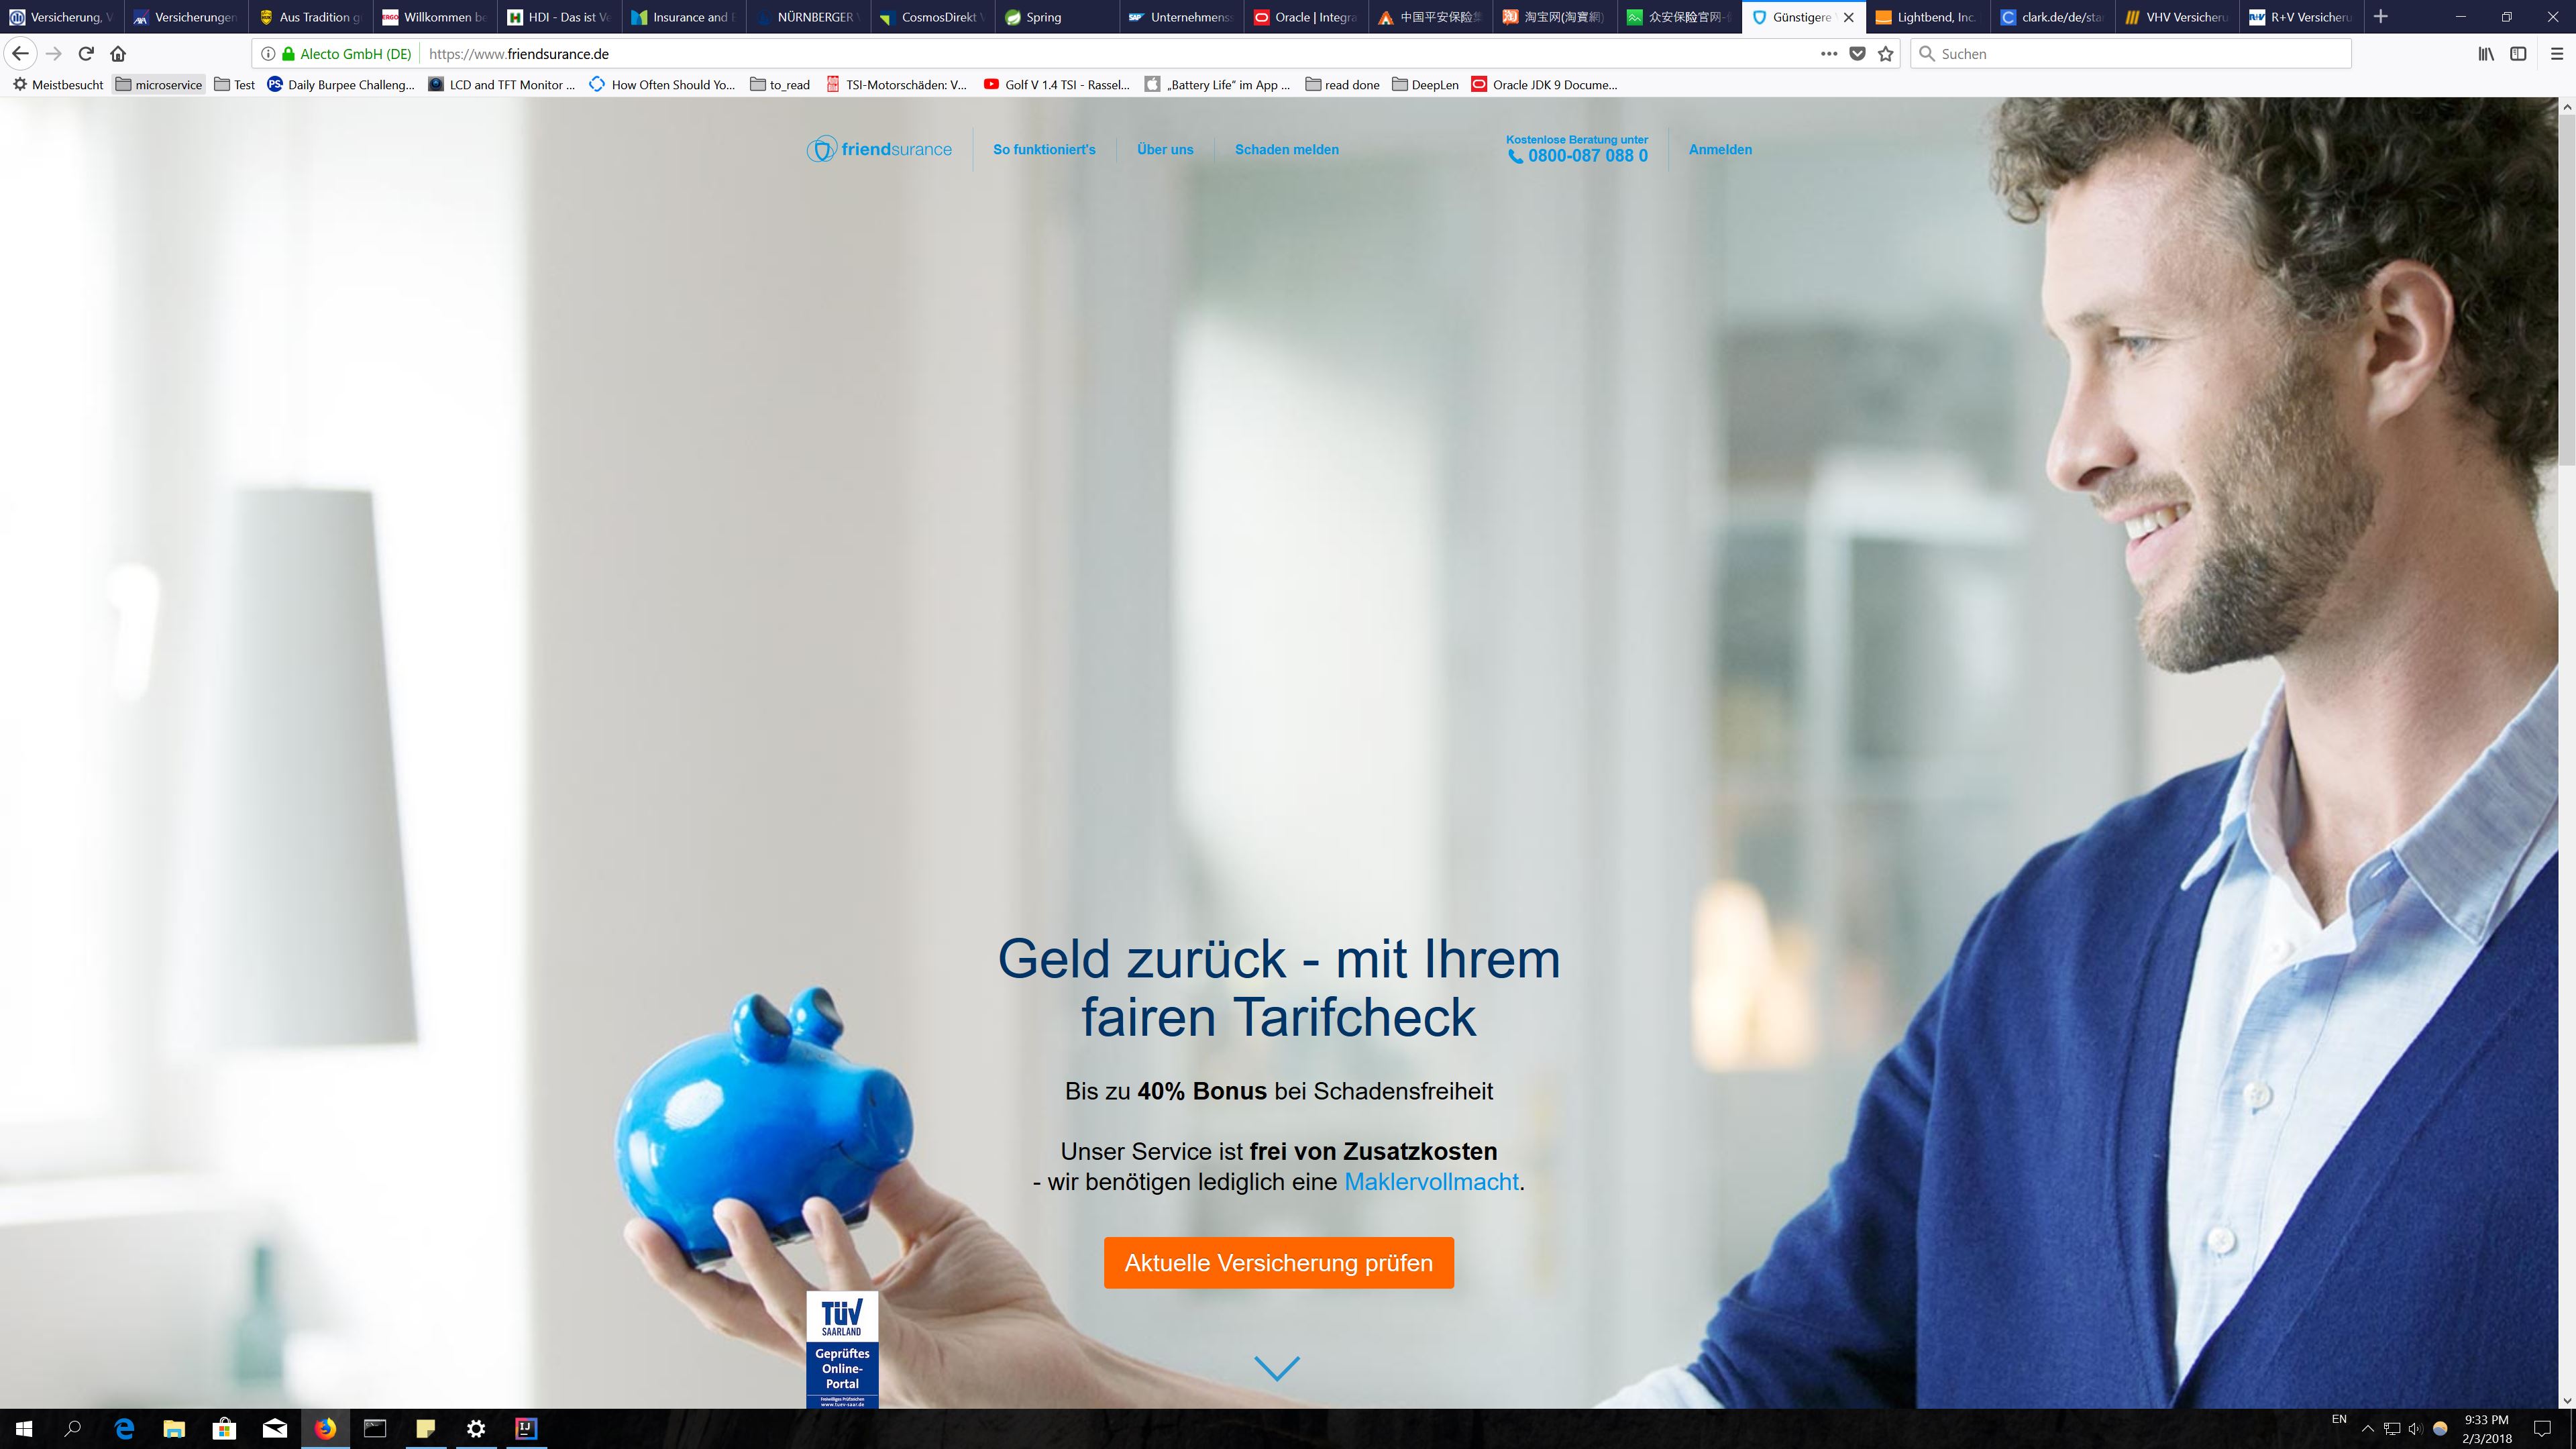 Versicherung, V
Versicherungen
Aus Tradition g
ERGO Willkommen be
HDI - Das ist Ve
Insurance and E
NÜRNBERGER V
CosmosDirekt V
Spring
SAP Unternehmenss
Oracle | Integra
中国平安保险集
淘宝网(淘寶網)
众安保险官网-
Günstigere V
Lightbend, Inc.
clark.de/de/sta
VHV Versicheru
R+V Versicheru
Alecto GmbH (DE)
https://www.friendsurance.de
Suchen
Meistbesucht
microservice
Test
PS Daily Burpee Challeng...
LCD and TFT Monitor ...
How Often Should Yo...
to_read
TSI-Motorschäden: V...
Golf V 1.4 TSI - Rassel...
„Battery Life“ im App ...
read done
DeepLen
Oracle JDK 9 Docume...
friendsurance
So funktioniert's
Über uns
Schaden melden
Kostenlose Beratung unter
0800-087 088 0
Anmelden
Geld zurück - mit Ihrem
fairen Tarifcheck
Bis zu 40% Bonus bei Schadensfreiheit
Unser Service ist frei von Zusatzkosten
- wir benötigen lediglich eine Maklervollmacht.
Aktuelle Versicherung prüfen
TÜV
SAARLAND
Geprüftes
Online-
Portal
Freiwilliges Prüfzeichen
www.tuev-saar.de
EN
9:33 PM
2/3/2018